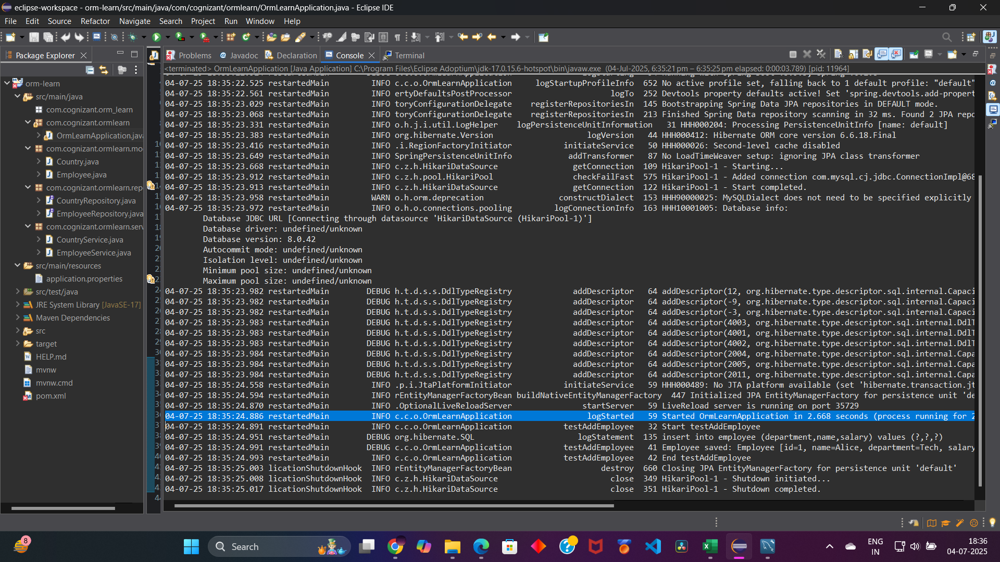 eclipse-workspace - orm-learn/src/main/java/com/cognizant/ormlearn/OrmLearnApplication.java - Eclipse IDE
File Edit Source Refactor Navigate Search Project Run Window Help
Package Explorer
Problems Javadoc Declaration Console Terminal
<terminated> OrmLearnApplication [Java Application] C:\Program Files\Eclipse Adoptium\jdk-17.0.15.6-hotspot\bin\javaw.exe (04-Jul-2025, 6:35:21 pm – 6:35:25 pm elapsed: 0:00:03.789) [pid: 11964]
orm-learn
src/main/java
com.cognizant.orm_learn
com.cognizant.ormlearn
OrmLearnApplication.java
com.cognizant.ormlearn.mo
Country.java
Employee.java
com.cognizant.ormlearn.rep
CountryRepository.java
EmployeeRepository.java
com.cognizant.ormlearn.serv
CountryService.java
EmployeeService.java
src/main/resources
application.properties
src/test/java
JRE System Library [JavaSE-17]
Maven Dependencies
src
target
HELP.md
mvnw
mvnw.cmd
pom.xml
04-07-25 18:35:22.525 restartedMain INFO c.c.o.OrmLearnApplication logStartupProfileInfo 652 No active profile set, falling back to 1 default profile: "default"
04-07-25 18:35:22.561 restartedMain INFO ertyDefaultsPostProcessor logTo 252 Devtools property defaults active! Set 'spring.devtools.add-propert
04-07-25 18:35:23.029 restartedMain INFO toryConfigurationDelegate registerRepositoriesIn 145 Bootstrapping Spring Data JPA repositories in DEFAULT mode.
04-07-25 18:35:23.068 restartedMain INFO toryConfigurationDelegate registerRepositoriesIn 213 Finished Spring Data repository scanning in 32 ms. Found 2 JPA repo
04-07-25 18:35:23.331 restartedMain INFO o.h.j.i.util.LogHelper logPersistenceUnitInformation 31 HHH000204: Processing PersistenceUnitInfo [name: default]
04-07-25 18:35:23.383 restartedMain INFO org.hibernate.Version logVersion 44 HHH000412: Hibernate ORM core version 6.6.18.Final
04-07-25 18:35:23.416 restartedMain INFO .i.RegionFactoryInitiator initiateService 50 HHH000026: Second-level cache disabled
04-07-25 18:35:23.649 restartedMain INFO SpringPersistenceUnitInfo addTransformer 87 No LoadTimeWeaver setup: ignoring JPA class transformer
04-07-25 18:35:23.668 restartedMain INFO c.z.h.HikariDataSource getConnection 109 HikariPool-1 - Starting...
04-07-25 18:35:23.912 restartedMain INFO c.z.h.pool.HikariPool checkFailFast 575 HikariPool-1 - Added connection com.mysql.cj.jdbc.ConnectionImpl@68
04-07-25 18:35:23.913 restartedMain INFO c.z.h.HikariDataSource getConnection 122 HikariPool-1 - Start completed.
04-07-25 18:35:23.958 restartedMain WARN o.h.orm.deprecation constructDialect 153 HHH90000025: MySQLDialect does not need to be specified explicitly
04-07-25 18:35:23.972 restartedMain INFO o.h.o.connections.pooling logConnectionInfo 163 HHH10001005: Database info:
Database JDBC URL [Connecting through datasource 'HikariDataSource (HikariPool-1)']
Database driver: undefined/unknown
Database version: 8.0.42
Autocommit mode: undefined/unknown
Isolation level: undefined/unknown
Minimum pool size: undefined/unknown
Maximum pool size: undefined/unknown
04-07-25 18:35:23.982 restartedMain DEBUG h.t.d.s.s.DdlTypeRegistry addDescriptor 64 addDescriptor(12, org.hibernate.type.descriptor.sql.internal.Capaci
04-07-25 18:35:23.982 restartedMain DEBUG h.t.d.s.s.DdlTypeRegistry addDescriptor 64 addDescriptor(-9, org.hibernate.type.descriptor.sql.internal.Capaci
04-07-25 18:35:23.982 restartedMain DEBUG h.t.d.s.s.DdlTypeRegistry addDescriptor 64 addDescriptor(-3, org.hibernate.type.descriptor.sql.internal.Capaci
04-07-25 18:35:23.983 restartedMain DEBUG h.t.d.s.s.DdlTypeRegistry addDescriptor 64 addDescriptor(4003, org.hibernate.type.descriptor.sql.internal.DdlT
04-07-25 18:35:23.983 restartedMain DEBUG h.t.d.s.s.DdlTypeRegistry addDescriptor 64 addDescriptor(4001, org.hibernate.type.descriptor.sql.internal.DdlT
04-07-25 18:35:23.983 restartedMain DEBUG h.t.d.s.s.DdlTypeRegistry addDescriptor 64 addDescriptor(4002, org.hibernate.type.descriptor.sql.internal.DdlT
04-07-25 18:35:23.984 restartedMain DEBUG h.t.d.s.s.DdlTypeRegistry addDescriptor 64 addDescriptor(2004, org.hibernate.type.descriptor.sql.internal.Capa
04-07-25 18:35:23.984 restartedMain DEBUG h.t.d.s.s.DdlTypeRegistry addDescriptor 64 addDescriptor(2005, org.hibernate.type.descriptor.sql.internal.Capa
04-07-25 18:35:23.984 restartedMain DEBUG h.t.d.s.s.DdlTypeRegistry addDescriptor 64 addDescriptor(2011, org.hibernate.type.descriptor.sql.internal.Capa
04-07-25 18:35:24.558 restartedMain INFO .p.i.JtaPlatformInitiator initiateService 59 HHH000489: No JTA platform available (set 'hibernate.transaction.jt
04-07-25 18:35:24.594 restartedMain INFO rEntityManagerFactoryBean buildNativeEntityManagerFactory 447 Initialized JPA EntityManagerFactory for persistence unit 'de
04-07-25 18:35:24.870 restartedMain INFO .OptionalLiveReloadServer startServer 59 LiveReload server is running on port 35729
04-07-25 18:35:24.886 restartedMain INFO c.c.o.OrmLearnApplication logStarted 59 Started OrmLearnApplication in 2.668 seconds (process running for 2
04-07-25 18:35:24.891 restartedMain INFO c.c.o.OrmLearnApplication testAddEmployee 32 Start testAddEmployee
04-07-25 18:35:24.951 restartedMain DEBUG org.hibernate.SQL logStatement 135 insert into employee (department,name,salary) values (?,?,?)
04-07-25 18:35:24.991 restartedMain DEBUG c.c.o.OrmLearnApplication testAddEmployee 41 Employee saved: Employee [id=1, name=Alice, department=Tech, salary
04-07-25 18:35:24.993 restartedMain INFO c.c.o.OrmLearnApplication testAddEmployee 42 End testAddEmployee
04-07-25 18:35:25.003 licationShutdownHook INFO rEntityManagerFactoryBean destroy 660 Closing JPA EntityManagerFactory for persistence unit 'default'
04-07-25 18:35:25.008 licationShutdownHook INFO c.z.h.HikariDataSource close 349 HikariPool-1 - Shutdown initiated...
04-07-25 18:35:25.017 licationShutdownHook INFO c.z.h.HikariDataSource close 351 HikariPool-1 - Shutdown completed.
8
Search
ENG
IN
18:36
04-07-2025